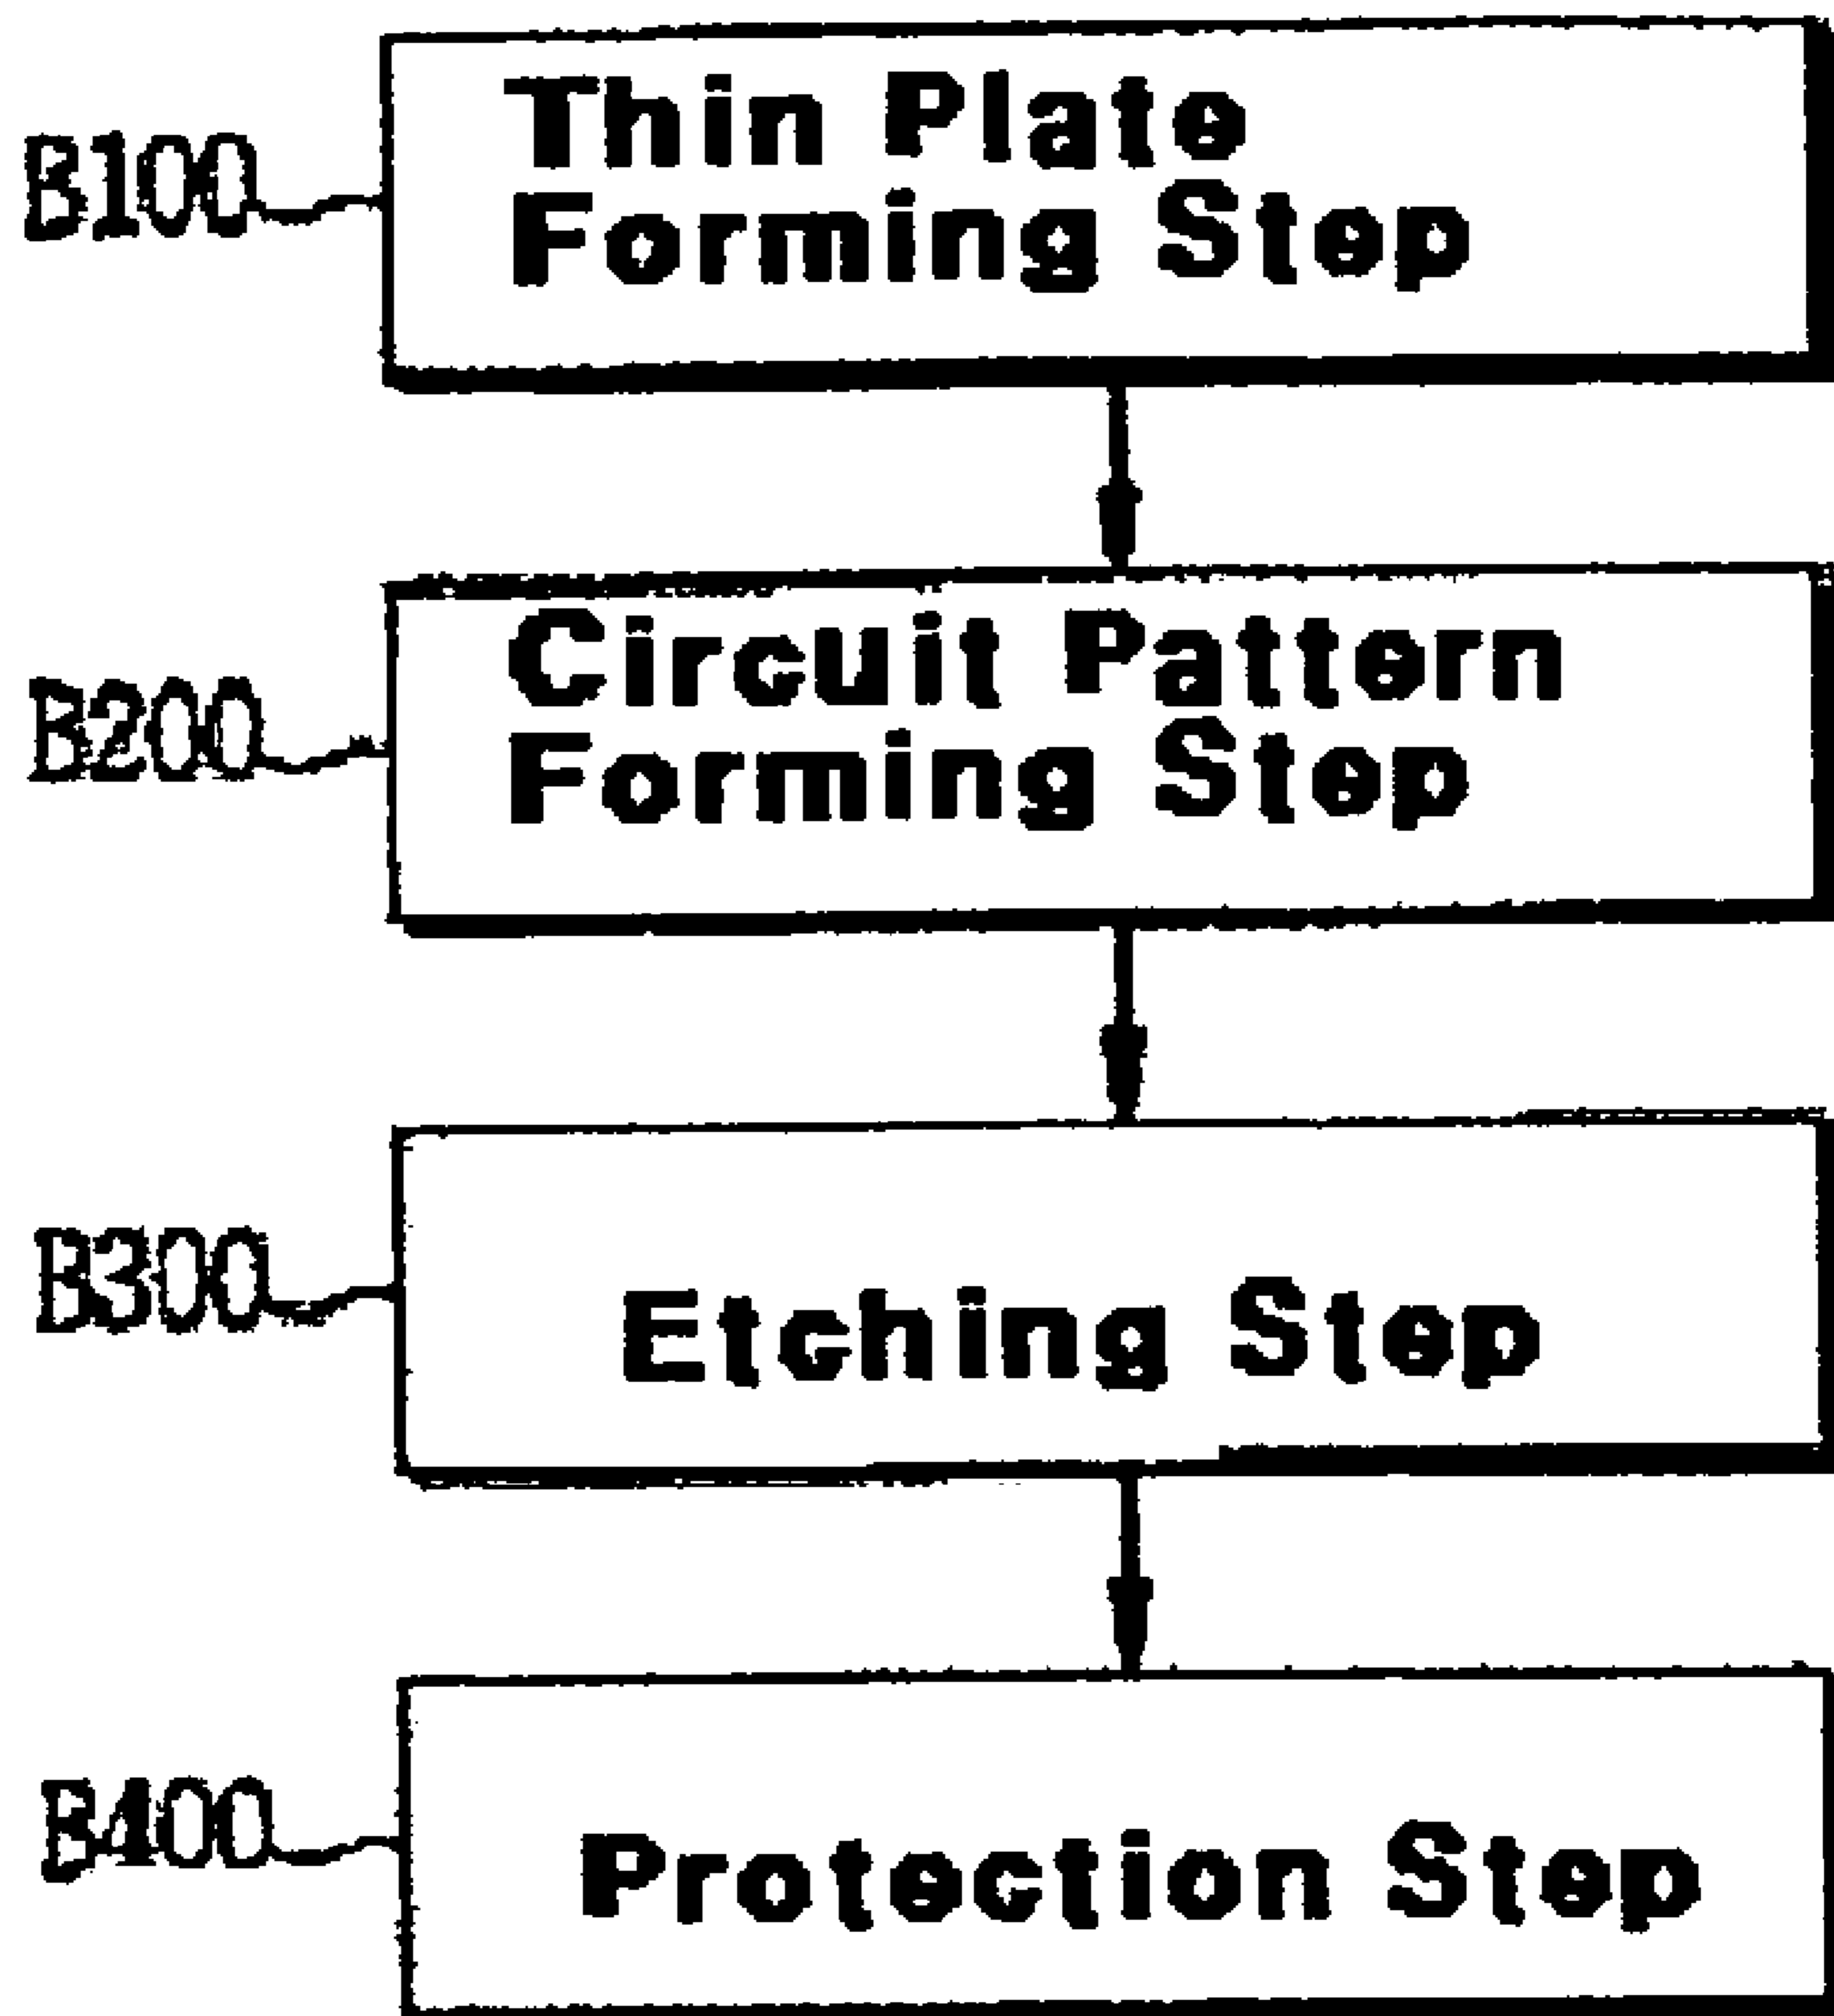 B100
Thin Plate
Forming Step
B200
Circuit Pattern
Forming Step
B300
Etching Step
B400
Protection Step